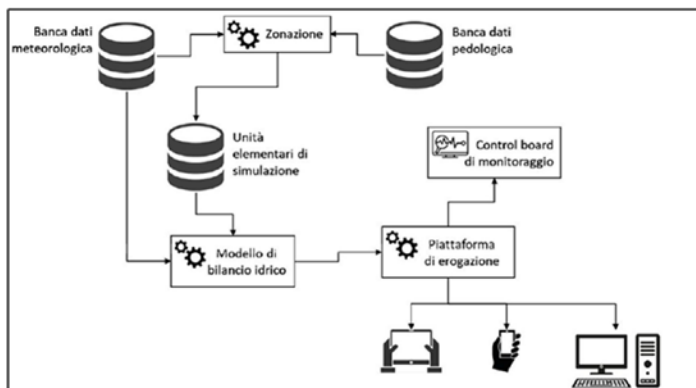 Banca dati
meteorologica
Zonazione
Banca dati
pedologica
Unità
elementari di
simulazione
Control board
di monitoraggio
Modello di
bilancio idrico
Piattaforma
di erogazione